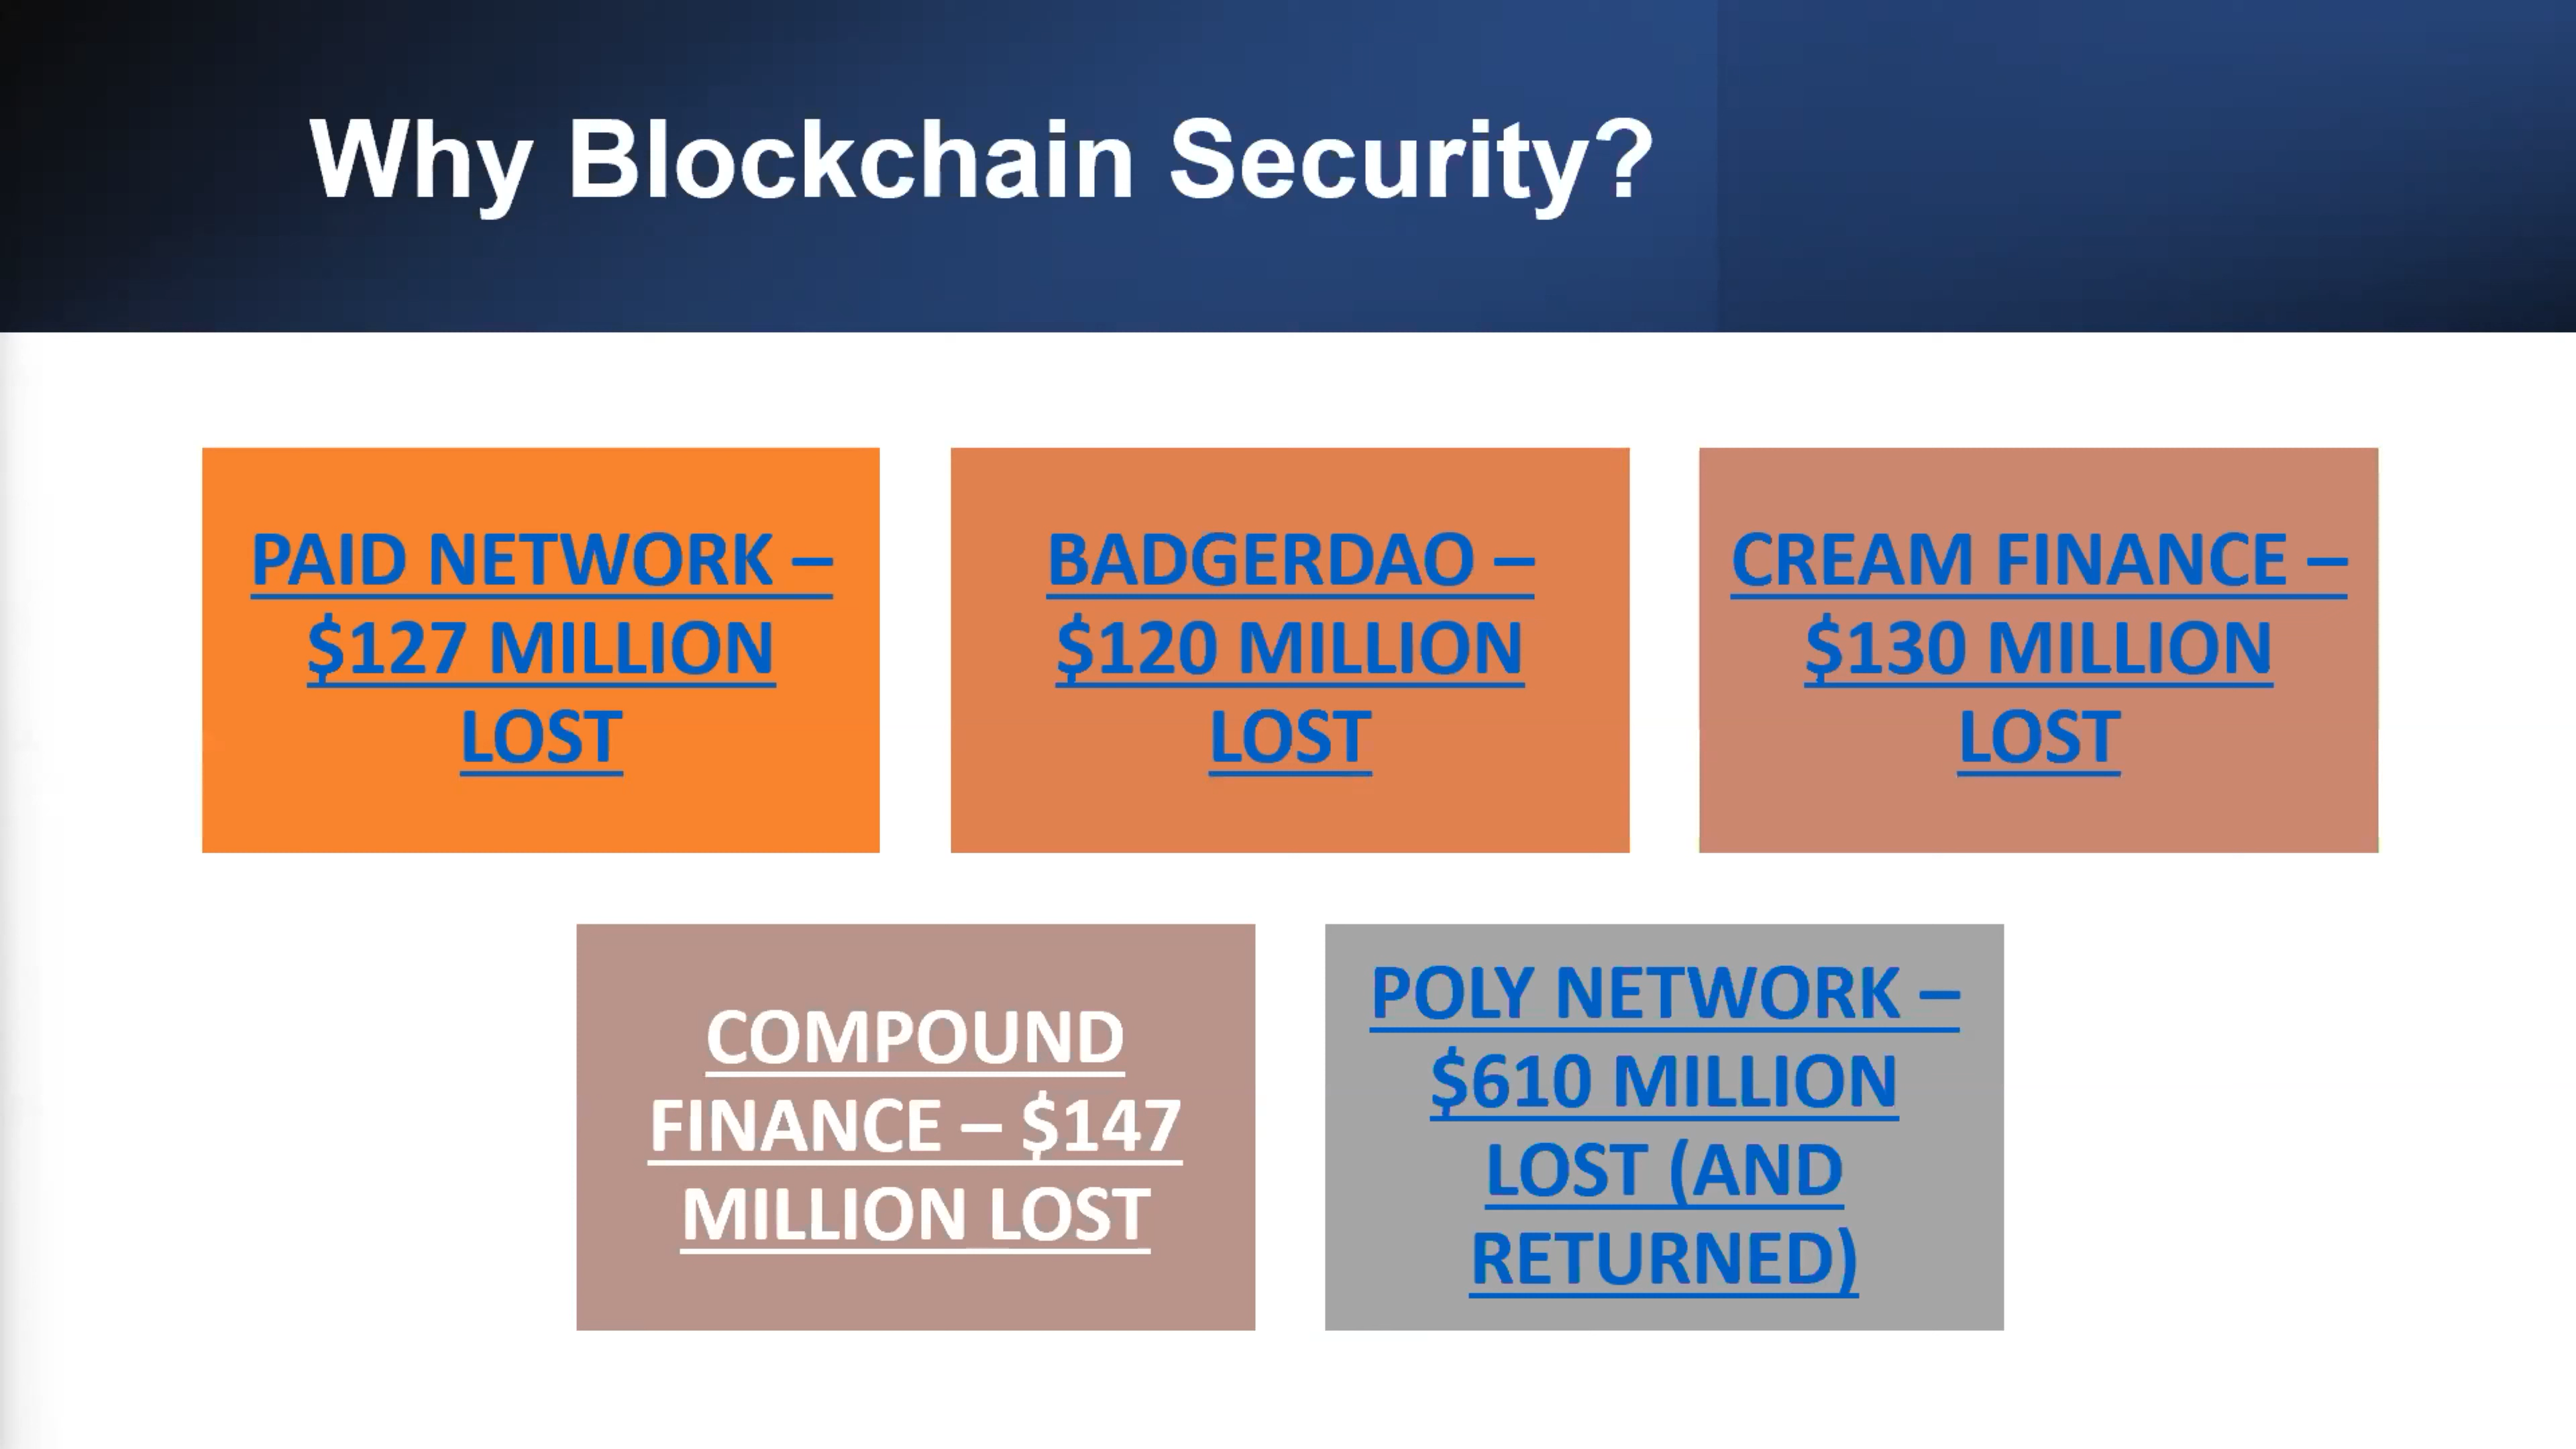 Why Blockchain Security?
PAID NETWORK –
$127 MILLION
LOST
BADGERDAO –
$120 MILLION
LOST
CREAM FINANCE –
$130 MILLION
LOST
COMPOUND
FINANCE – $147
MILLION LOST
POLY NETWORK –
$610 MILLION
LOST (AND
RETURNED)